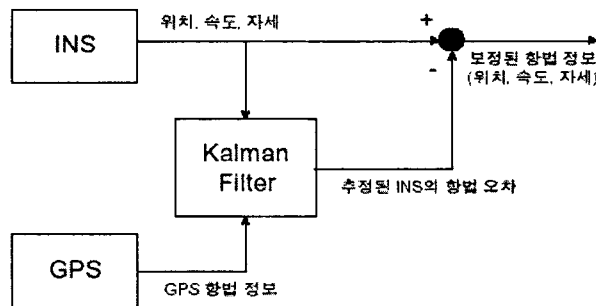 위치, 속도, 자세
INS
+
-
보정된 항법 정보
(위치, 속도, 자세)
Kalman
Filter
추정된 INS의 항법 오차
GPS
GPS 항법 정보